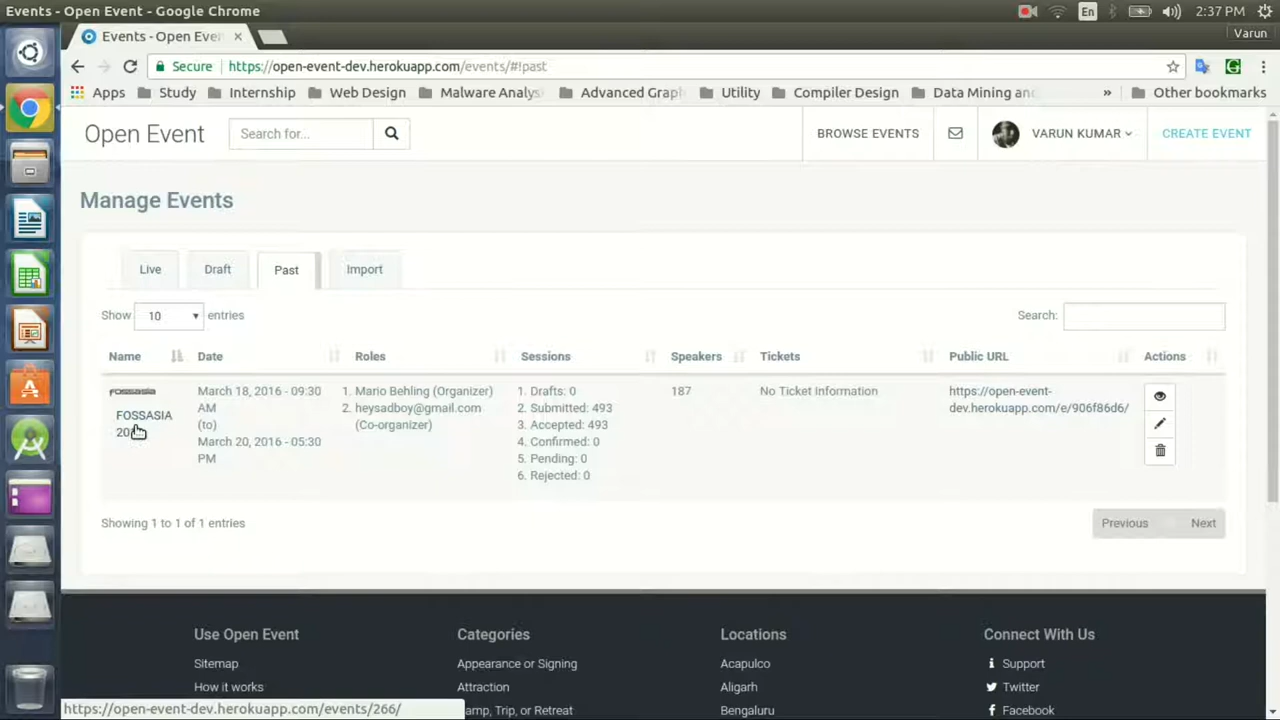 Events - Open Event - Google Chrome
En
2:37 PM
Events - Open Eve
Varun
Secure
https://open-event-dev.herokuapp.com/events/#!past
Apps
Study
Internship
Web Design
Malware Analys
Advanced Grap
Utility
Compiler Design
Data Mining an
»
Other bookmarks
Open Event
Search for...
BROWSE EVENTS
VARUN KUMAR
CREATE EVENT
Manage Events
Live
Draft
Past
Import
Show 10 entries
Search:
Name
Date
Roles
Sessions
Speakers
Tickets
Public URL
Actions
FOSSASIA
FOSSASIA
March 18, 2016 - 09:30
AM
(to)
March 20, 2016 - 05:30
PM
1. Mario Behling (Organizer)
2. heysadboy@gmail.com
(Co-organizer)
1. Drafts: 0
2. Submitted: 493
3. Accepted: 493
4. Confirmed: 0
5. Pending: 0
6. Rejected: 0
187
No Ticket Information
https://open-event-
dev.herokuapp.com/e/906f86d6/
Showing 1 to 1 of 1 entries
Previous
Next
Use Open Event
Categories
Locations
Connect With Us
Sitemap
Appearance or Signing
Acapulco
Support
How it works
Attraction
Aligarh
Twitter
amp, Trip, or Retreat
Bengaluru
Facebook
https://open-event-dev.herokuapp.com/events/266/